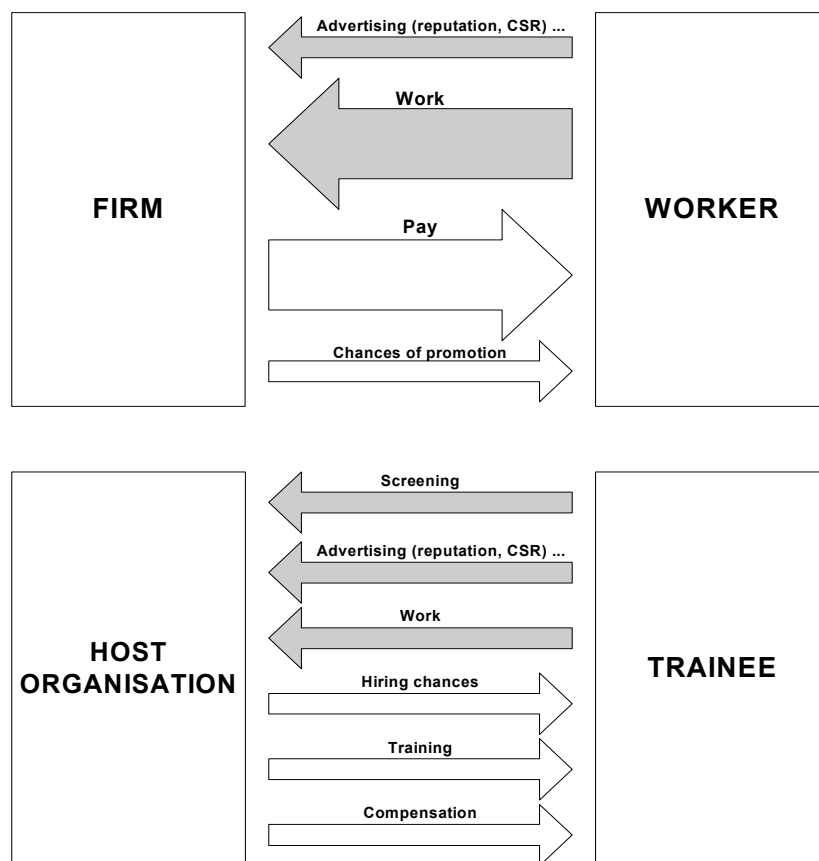 Advertising (reputation, CSR) ...
Work
FIRM
WORKER
Pay
Chances of promotion
Screening
Advertising (reputation, CSR) ...
Work
HOST
ORGANISATION
TRAINEE
Hiring chances
Training
Compensation